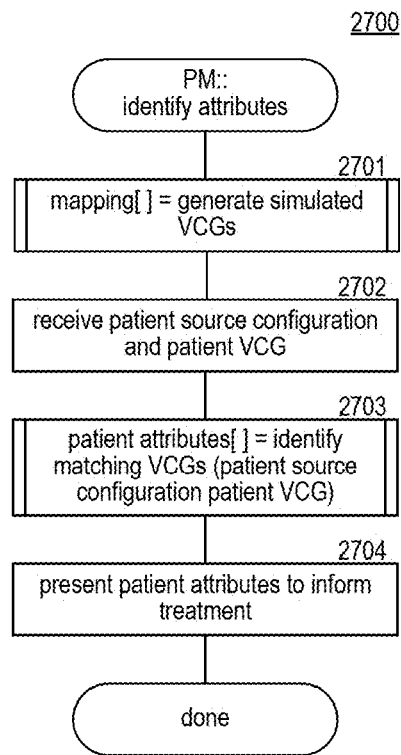 2700
PM::
identify attributes
2701
mapping[ ] = generate simulated
VCGs
2702
receive patient source configuration
and patient VCG
2703
patient attributes[ ] = identify
matching VCGs (patient source
configuration patient VCG)
2704
present patient attributes to inform
treatment
done